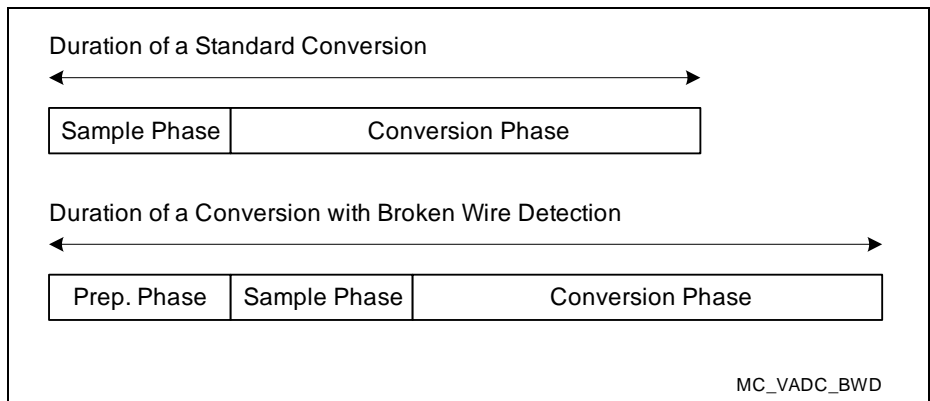 Duration of a Standard Conversion
Sample Phase Conversion Phase
Duration of a Conversion with Broken Wire Detection
Prep. Phase Sample Phase Conversion Phase
MC_VADC_BWD